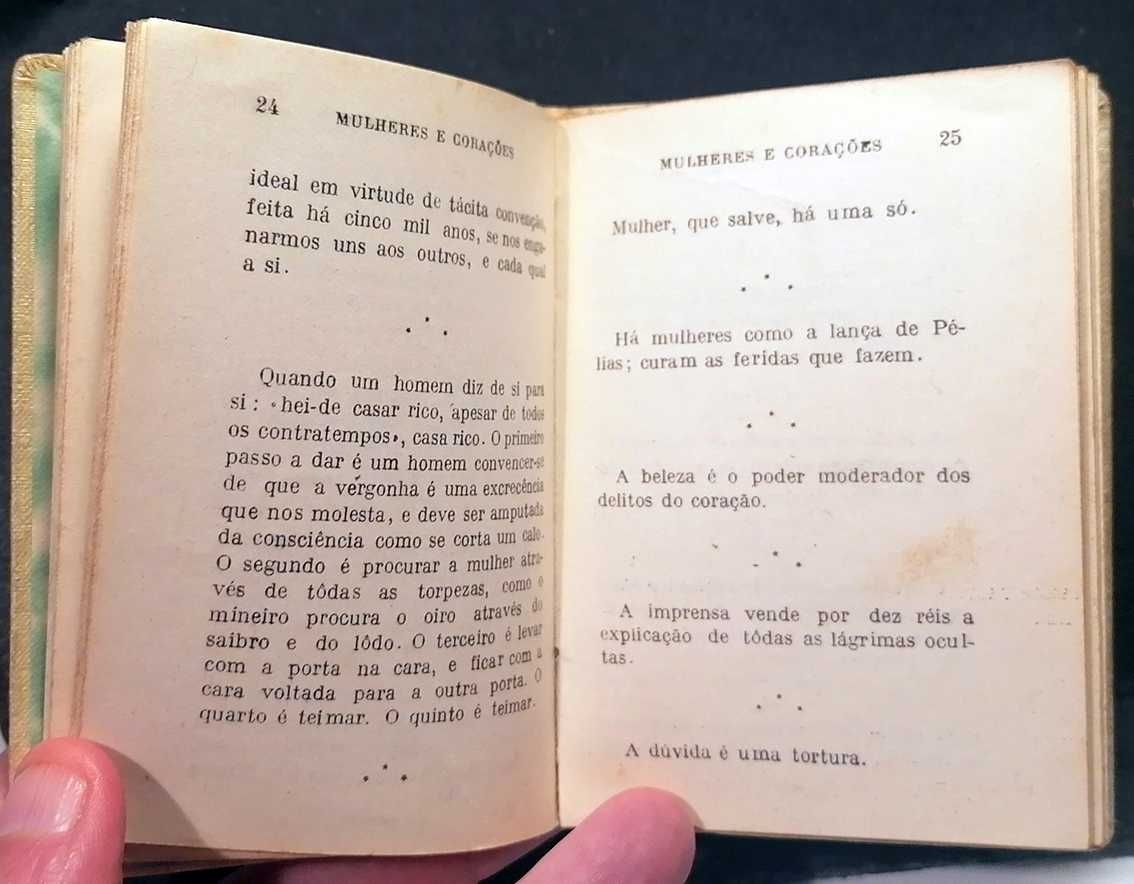 24
MULHERES E CORAÇÕES
ideal em virtude de tácita convenção,
feita há cinco mil anos, se nos enga-
narmos uns aos outros, e cada qual
a si.
Quando um homem diz de si para
si: «hei-de casar rico, apesar de todos
os contratempos», casa rico. O primeiro
passo a dar é um homem convencer-se
de que a vérgonha é uma excrecência
que nos molesta, e deve ser amputada
da consciência como se corta um calo.
O segundo é procurar a mulher atra-
vés de tôdas as torpezas, como o
mineiro procura o oiro através do
saibro e do lôdo. O terceiro é levar
com a porta na cara, e ficar com a
cara voltada para a outra porta. O
quarto é teimar. O quinto é teimar.
MULHERES E CORAÇÕES
25
Mulher, que salve, há uma só.
Há mulheres como a lança de Pé-
lias; curam as feridas que fazem.
A beleza é o poder moderador dos
delitos do coração.
A imprensa vende por dez réis a
explicação de tôdas as lágrimas ocul-
tas.
A dúvida é uma tortura.